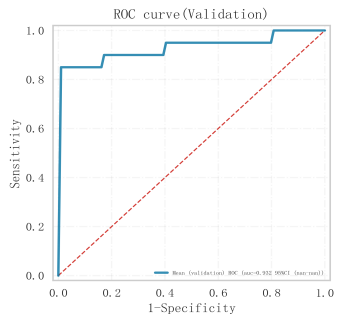 ROC curve(Validation)
Sensitivity
1.0
0.8
0.6
0.4
0.2
0.0
0.0 0.2 0.4 0.6 0.8 1.0
1-Specificity
Mean (validation) ROC (auc=0.932 95%CI (nan-nan))